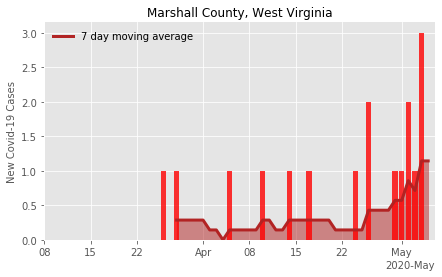 Marshall County, West Virginia
7 day moving average
New Covid-19 Cases
3.0
2.5
2.0
1.5
1.0
0.5
0.0
08 15 22 Apr 08 15 22 May
2020-May